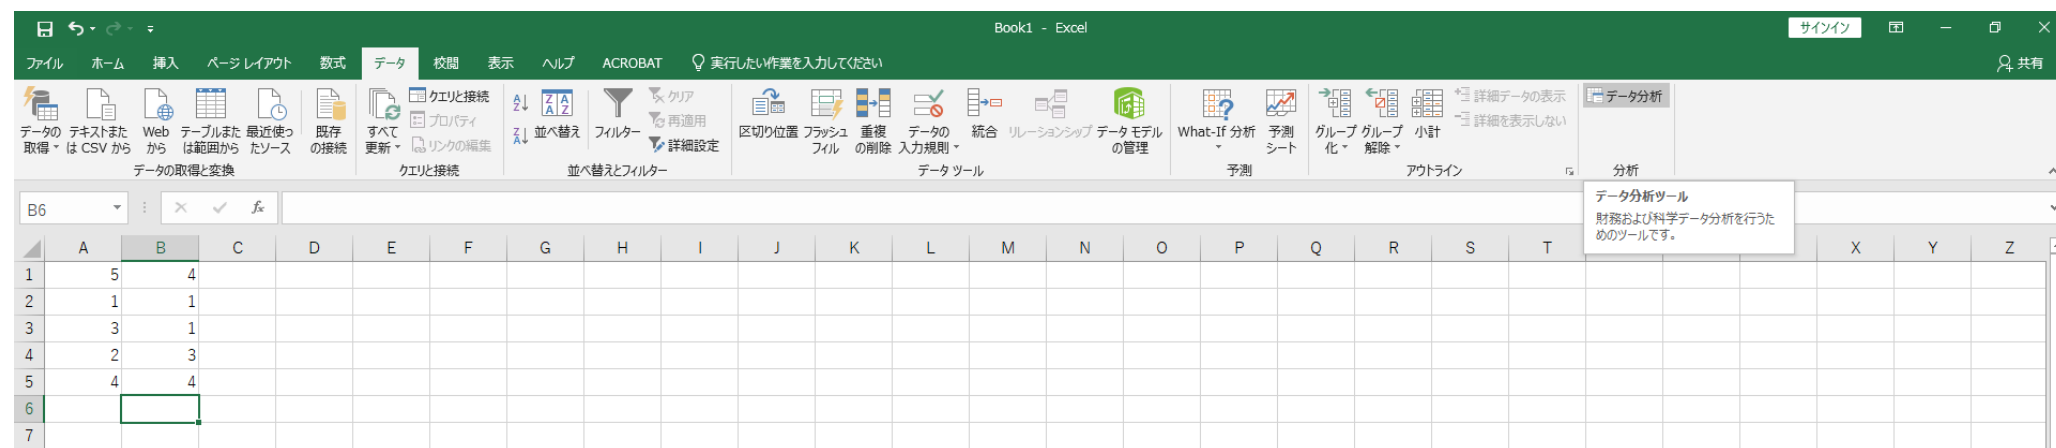 Book1 - Excel サインイン
ファイル ホーム 挿入 ページ レイアウト 数式 データ 校閲 表示 ヘルプ ACROBAT 実行したい作業を入力してください 共有
データの取得 テキストまたは CSV から Web から テーブルまたは範囲から 最近使ったソース 既存の接続
データの取得と変換
すべて更新 クエリと接続 プロパティ リンクの編集
クエリと接続
並べ替え フィルター クリア 再適用 詳細設定
並べ替えとフィルター
区切り位置 フラッシュ フィル 重複の削除 データの入力規則 統合 リレーションシップ データ モデルの管理
データ ツール
What-If 分析 予測シート
予測
グループ化 グループ解除 小計 詳細データの表示 詳細を表示しない
アウトライン
データ分析
分析
データ分析ツール
財務および科学データ分析を行うた
めのツールです。
B6 fx
A B C D E F G H I J K L M N O P Q R S T X Y Z
1 5 4
2 1 1
3 3 1
4 2 3
5 4 4
6
7